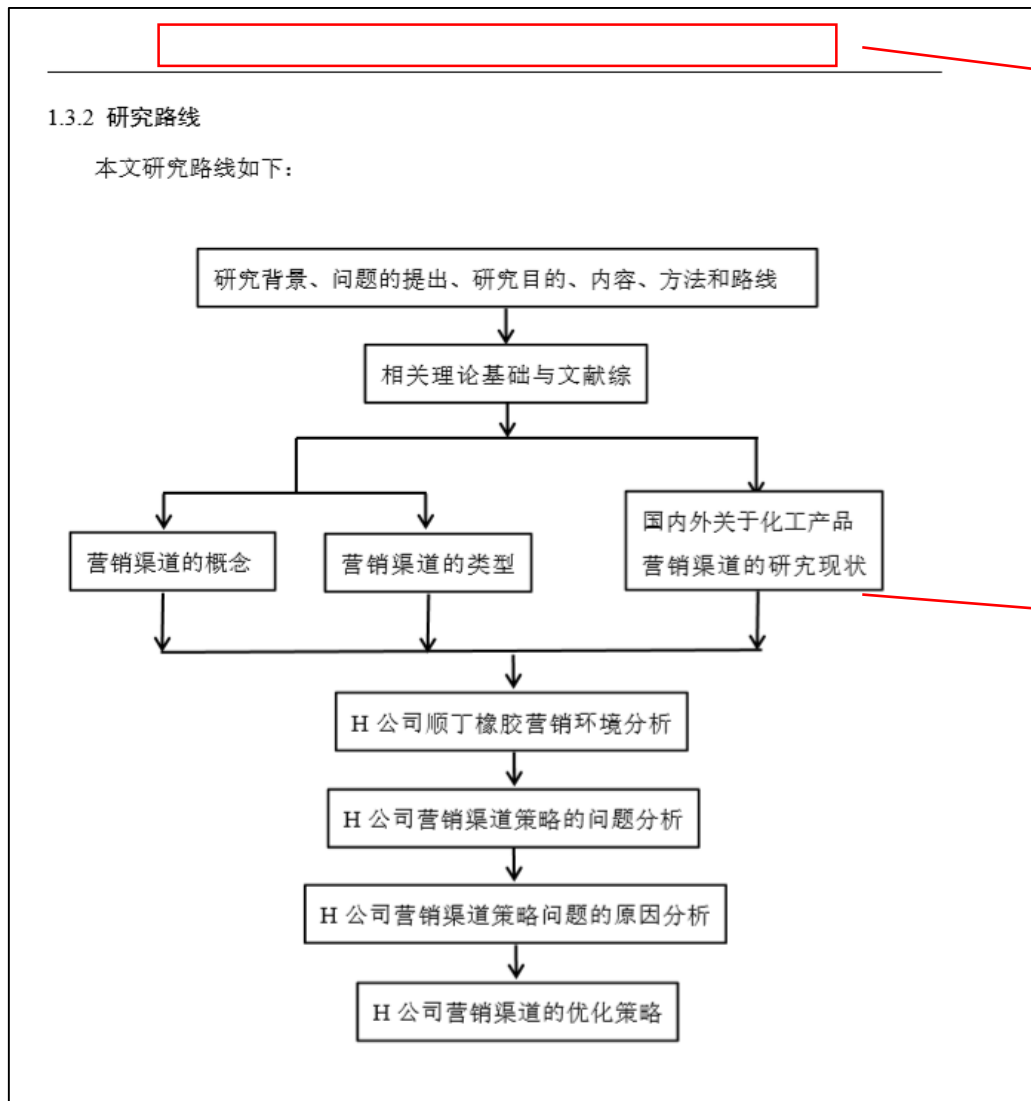 1.3.2 研究路线
本文研究路线如下：
研究背景、问题的提出、研究目的、内容、方法和路线
相关理论基础与文献综
营销渠道的概念
营销渠道的类型
国内外关于化工产品
营销渠道的研究现状
H 公司顺丁橡胶营销环境分析
H 公司营销渠道策略的问题分析
H 公司营销渠道策略问题的原因分析
H 公司营销渠道的优化策略